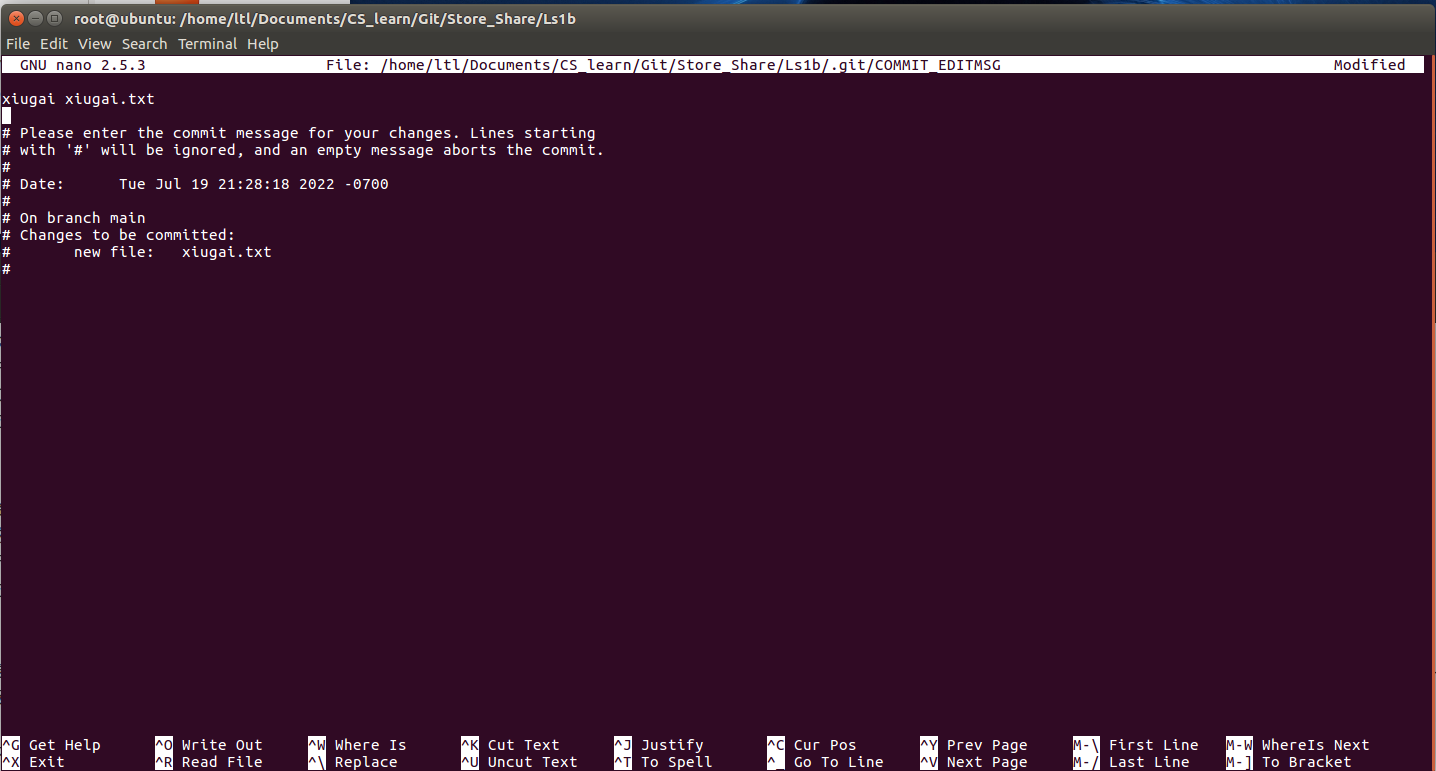 root@ubuntu: /home/ltl/Documents/CS_learn/Git/Store_Share/Ls1b
File Edit View Search Terminal Help
GNU nano 2.5.3 File: /home/ltl/Documents/CS_learn/Git/Store_Share/Ls1b/.git/COMMIT_EDITMSG Modified
xiugai xiugai.txt
# Please enter the commit message for your changes. Lines starting
# with '#' will be ignored, and an empty message aborts the commit.
#
# Date:      Tue Jul 19 21:28:18 2022 -0700
#
# On branch main
# Changes to be committed:
#       new file:   xiugai.txt
#
^G Get Help ^O Write Out ^W Where Is ^K Cut Text ^J Justify ^C Cur Pos ^Y Prev Page M-\ First Line M-W WhereIs Next
^X Exit ^R Read File ^\ Replace ^U Uncut Text ^T To Spell ^_ Go To Line ^V Next Page M-/ Last Line M-] To Bracket